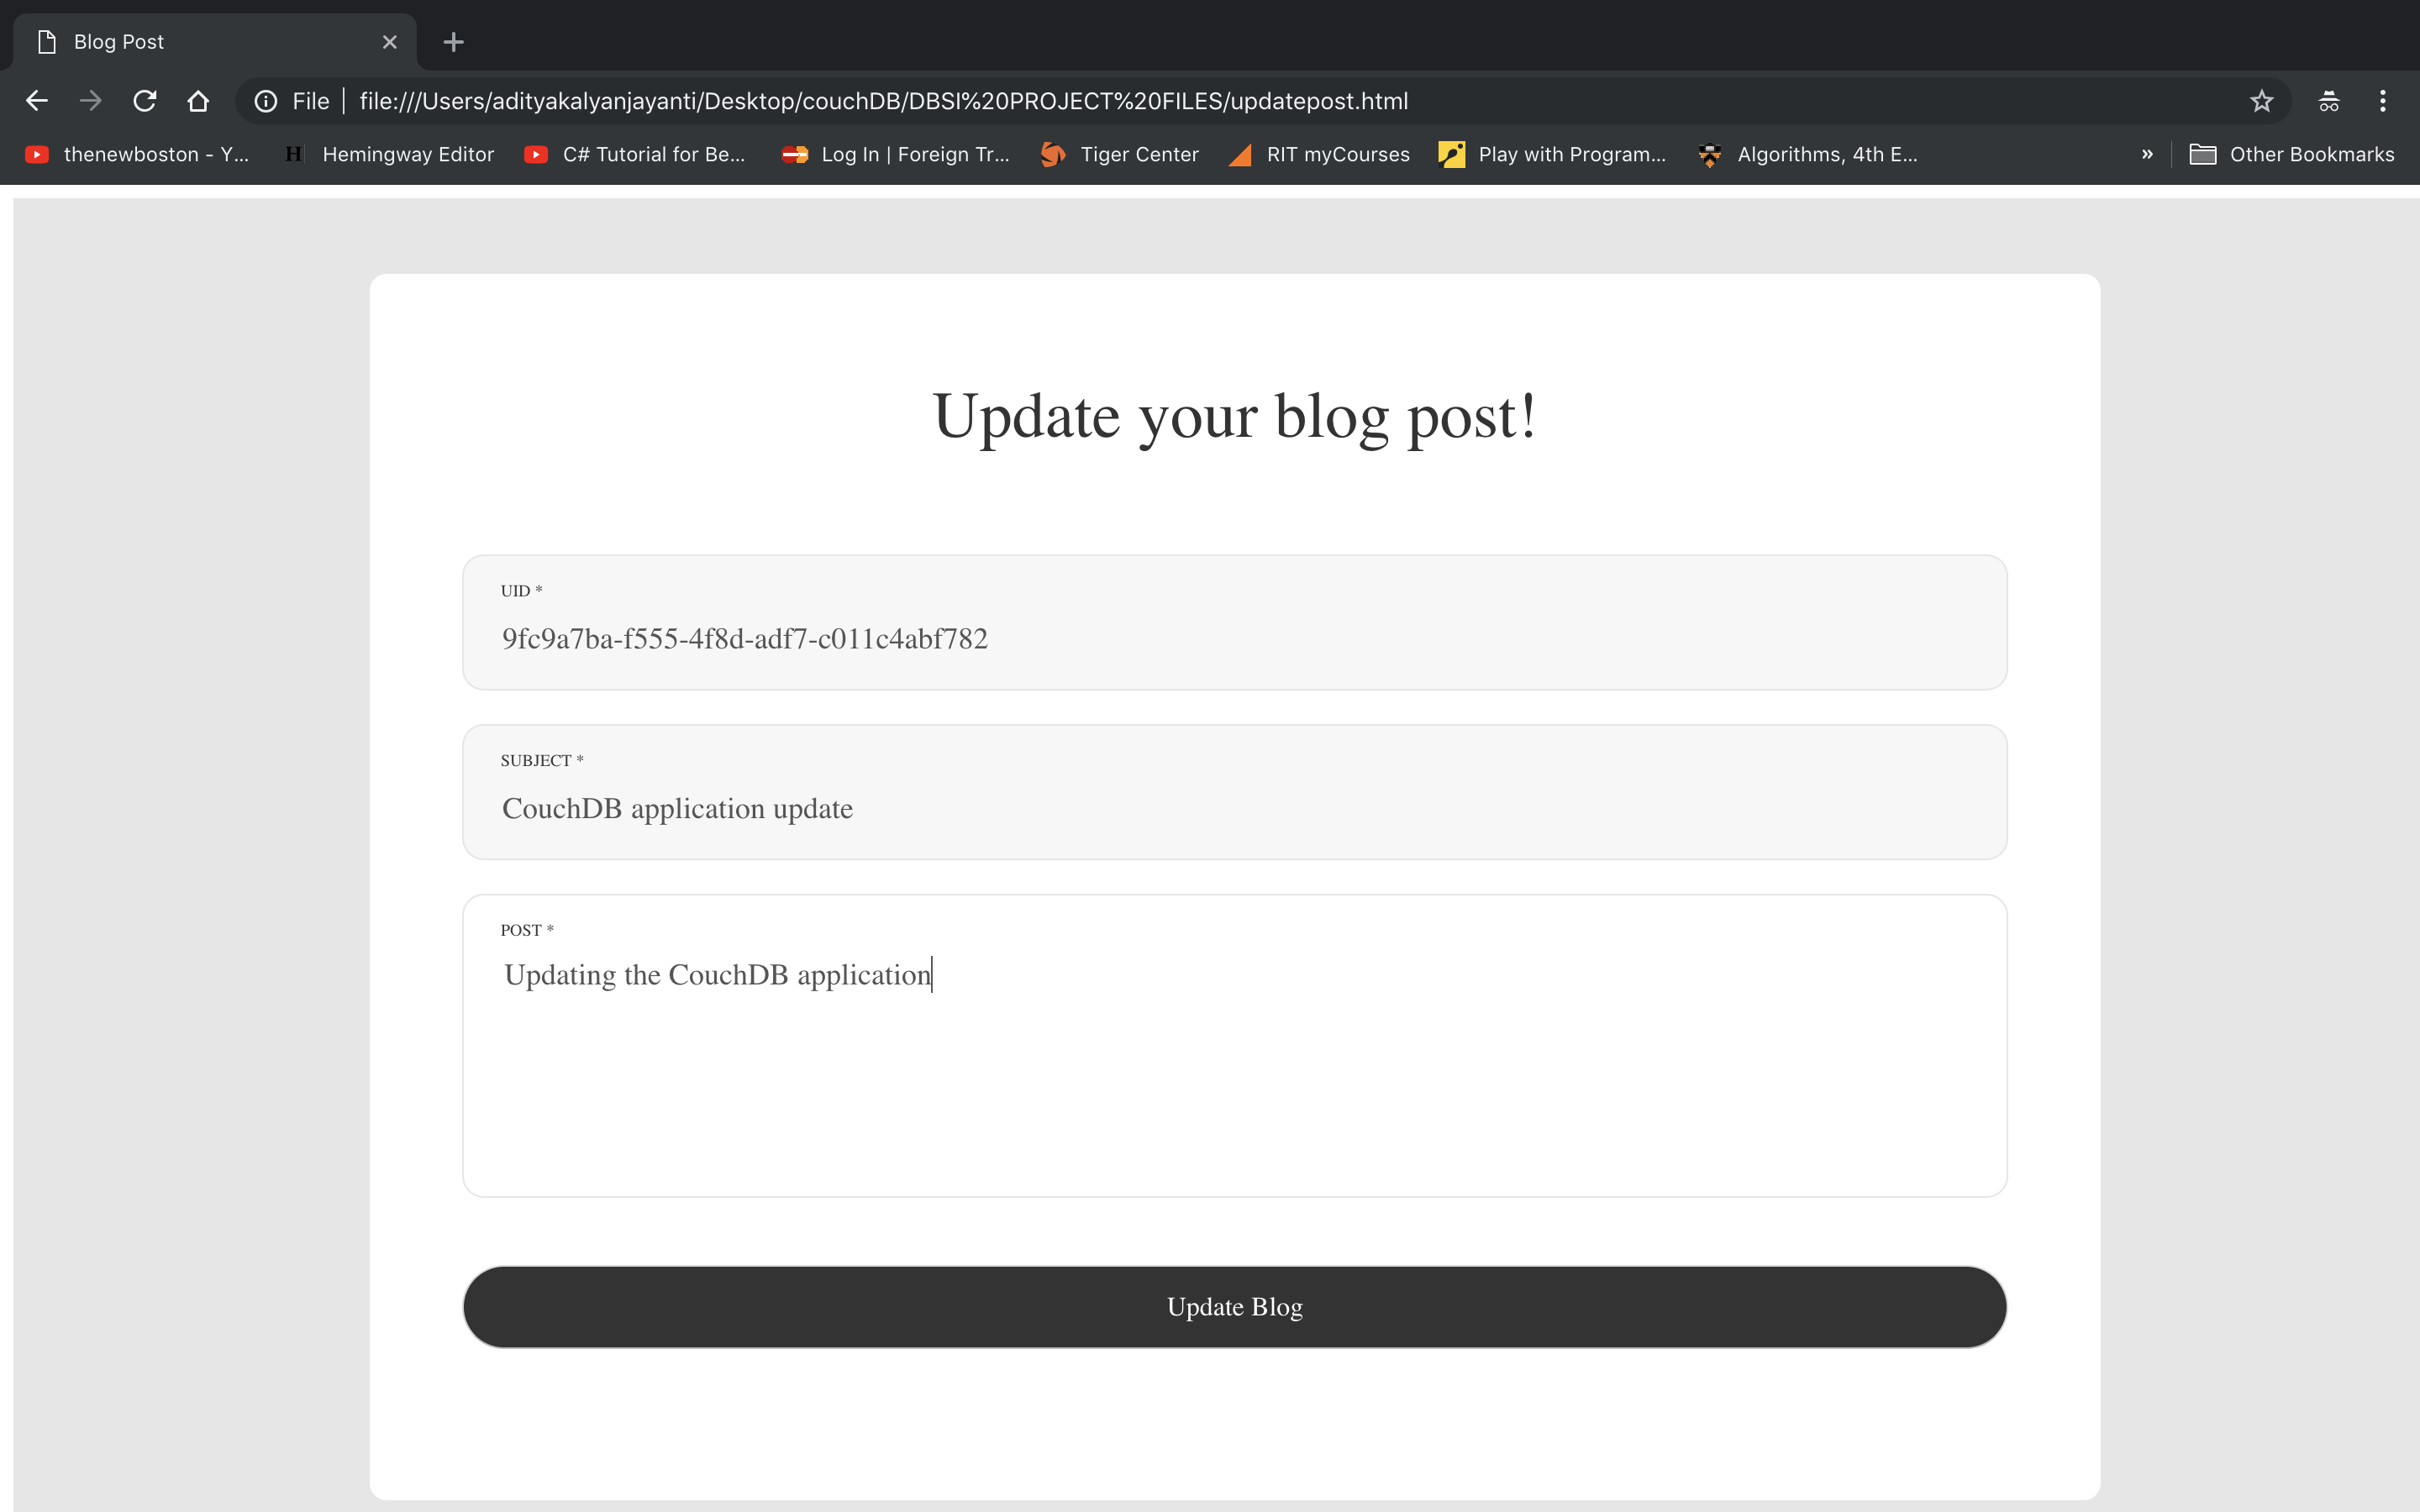 Blog Post
File
file:///Users/adityakalyanjayanti/Desktop/couchDB/DBSI%20PROJECT%20FILES/updatepost.html
thenewboston - Y... H Hemingway Editor C# Tutorial for Be... Log In | Foreign Tr... Tiger Center RIT myCourses Play with Program... Algorithms, 4th E... » Other Bookmarks
Update your blog post!
UID *
9fc9a7ba-f555-4f8d-adf7-c011c4abf782
SUBJECT *
CouchDB application update
POST *
Updating the CouchDB application
Update Blog